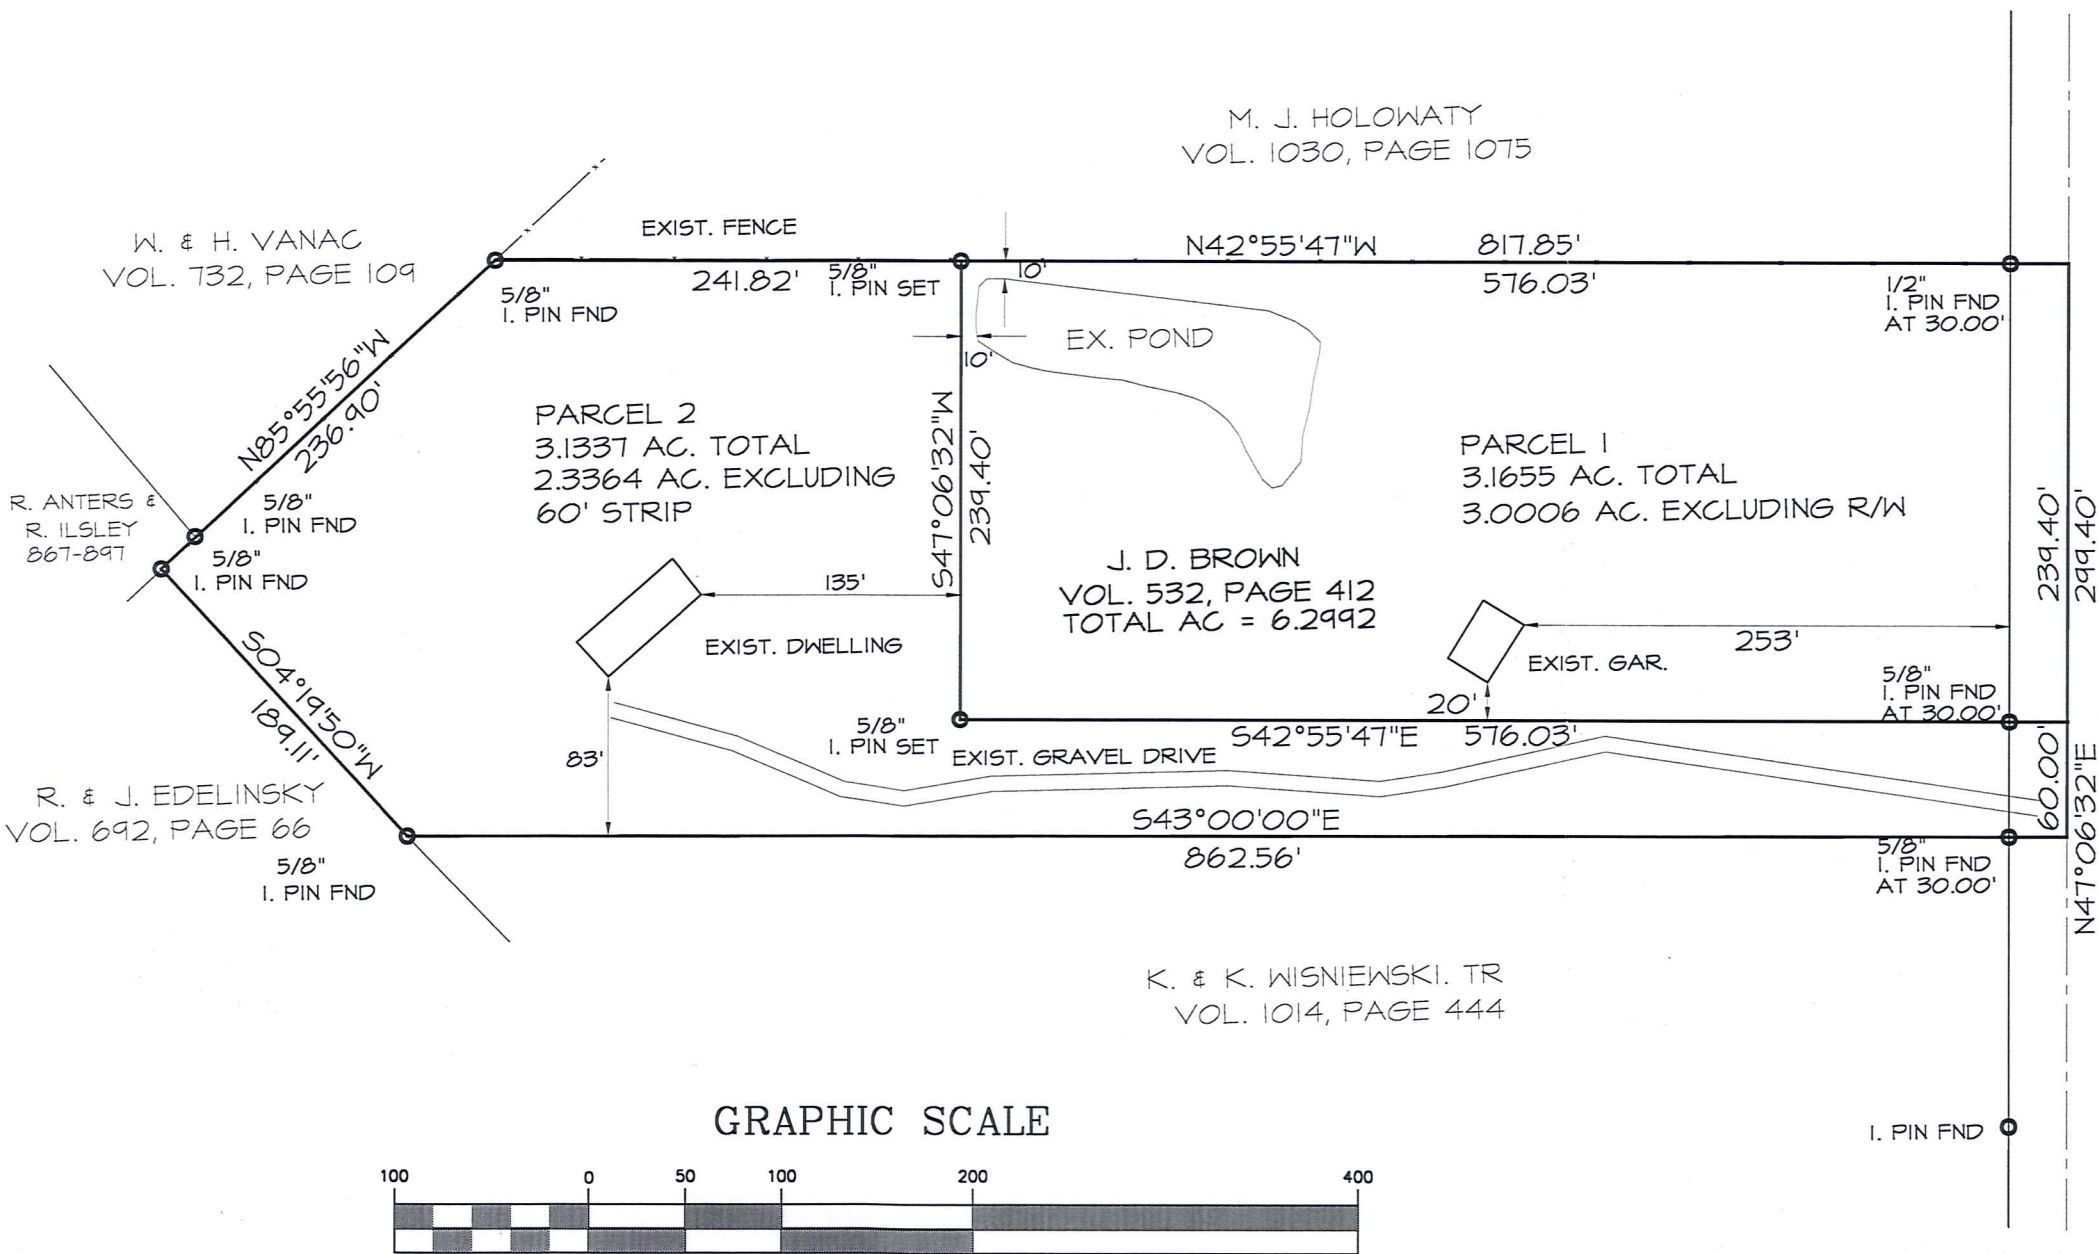 M. J. HOLOWATY
VOL. 1030, PAGE 1075
W. & H. VANAC
VOL. 732, PAGE 109
EXIST. FENCE
N42°55'47"W 817.85'
241.82'
5/8"
I. PIN SET
10'
576.03'
5/8"
I. PIN FND
1/2"
I. PIN FND
AT 30.00'
EX. POND
10'
N85°55'56"W
236.90'
PARCEL 2
3.1337 AC. TOTAL
2.3364 AC. EXCLUDING
60' STRIP
S47°06'32"W
239.40'
PARCEL 1
3.1655 AC. TOTAL
3.0006 AC. EXCLUDING R/W
R. ANTERS &
R. ILSLEY
867-897
5/8"
I. PIN FND
5/8"
I. PIN FND
J. D. BROWN
VOL. 532, PAGE 412
TOTAL AC = 6.2992
239.40'
299.40'
135'
EXIST. DWELLING
253'
EXIST. GAR.
20'
5/8"
I. PIN FND
AT 30.00'
S04°19'50"W
189.11'
83'
5/8"
I. PIN SET
S42°55'47"E 576.03'
EXIST. GRAVEL DRIVE
60.00'
N47°06'32"E
R. & J. EDELINSKY
VOL. 692, PAGE 66
S43°00'00"E
862.56'
5/8"
I. PIN FND
5/8"
I. PIN FND
AT 30.00'
K. & K. WISNIEWSKI. TR
VOL. 1014, PAGE 444
GRAPHIC SCALE
I. PIN FND
100 0 50 100 200 400